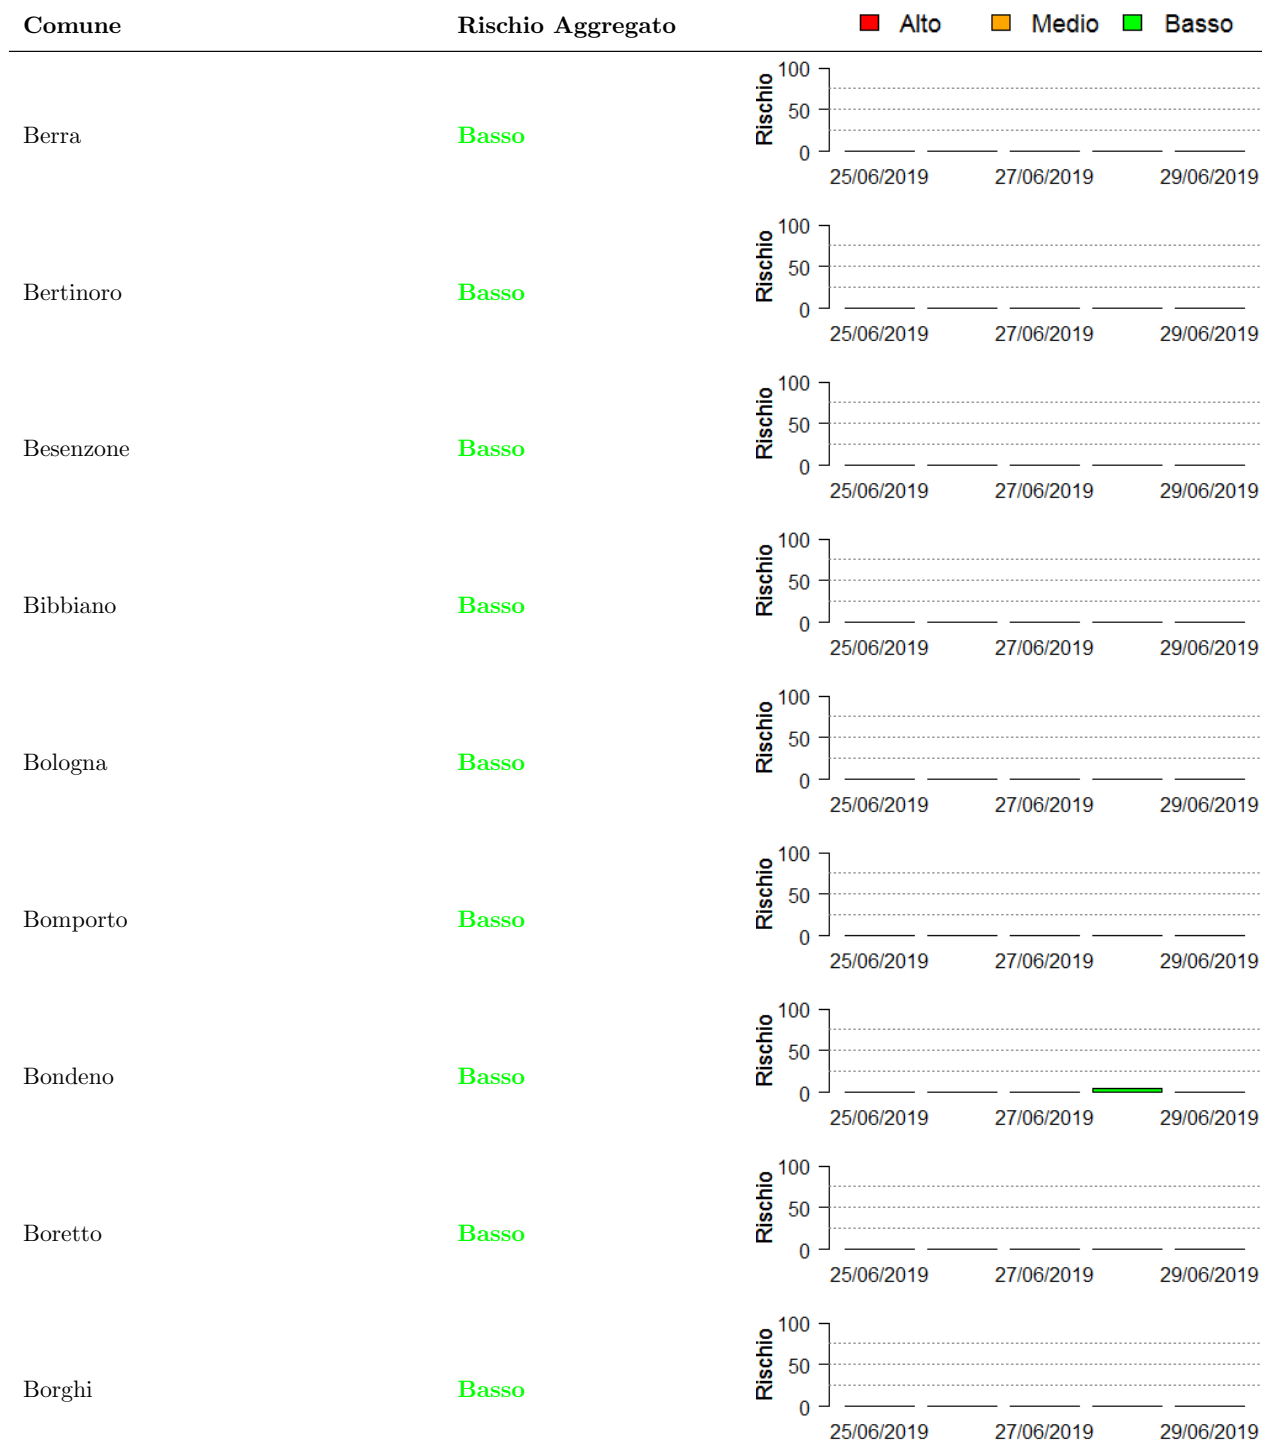 Comune Rischio Aggregato Alto Medio Basso
Berra Basso Rischio 100 50 0
25/06/2019 27/06/2019 29/06/2019
Bertinoro Basso Rischio 100 50 0
25/06/2019 27/06/2019 29/06/2019
Besenzone Basso Rischio 100 50 0
25/06/2019 27/06/2019 29/06/2019
Bibbiano Basso Rischio 100 50 0
25/06/2019 27/06/2019 29/06/2019
Bologna Basso Rischio 100 50 0
25/06/2019 27/06/2019 29/06/2019
Bomporto Basso Rischio 100 50 0
25/06/2019 27/06/2019 29/06/2019
Bondeno Basso Rischio 100 50 0
25/06/2019 27/06/2019 29/06/2019
Boretto Basso Rischio 100 50 0
25/06/2019 27/06/2019 29/06/2019
Borghi Basso Rischio 100 50 0
25/06/2019 27/06/2019 29/06/2019